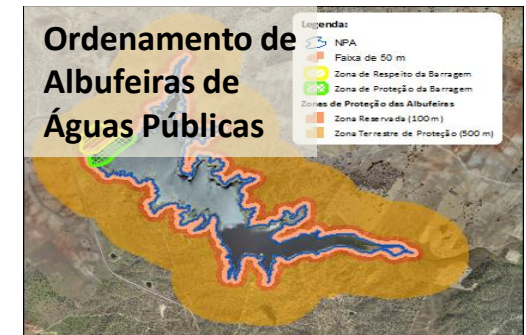 Ordenamento de
Albufeiras de
Águas Públicas
Legenda:
NPA
Faixa de 50 m
Zona de Respeito da Barragem
Zona de Proteção da Barragem
Zonas de Proteção das Albufeiras
Zona Reservada (100m)
Zona Terrestre de Proteção (500 m)